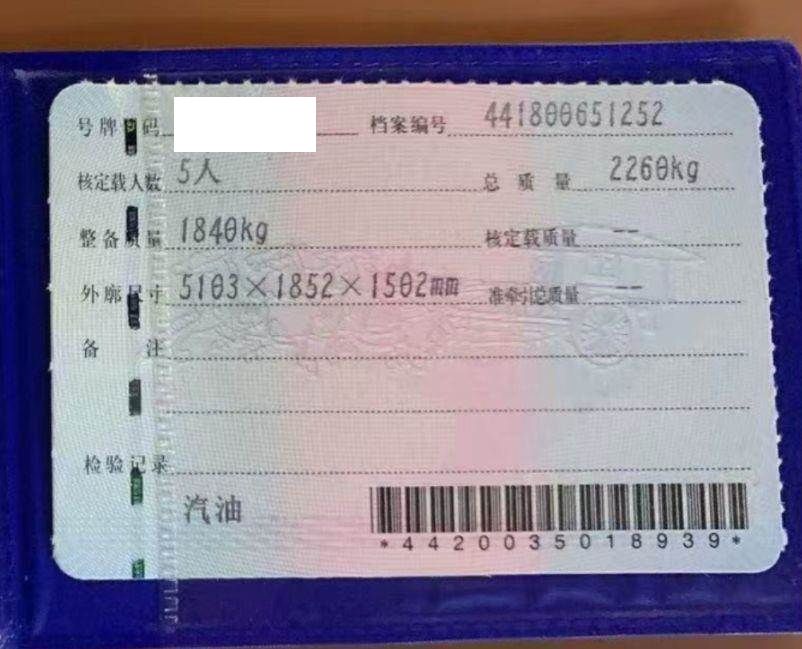 号牌号码 档案编号 441800651252
核定载人数 5人 总质量 2260kg
整备质量 1840kg 核定载质量 --
外廓尺寸 5103×1852×1502mm 准牵引总质量 --
备注
检验记录
汽油
*4420035018939*